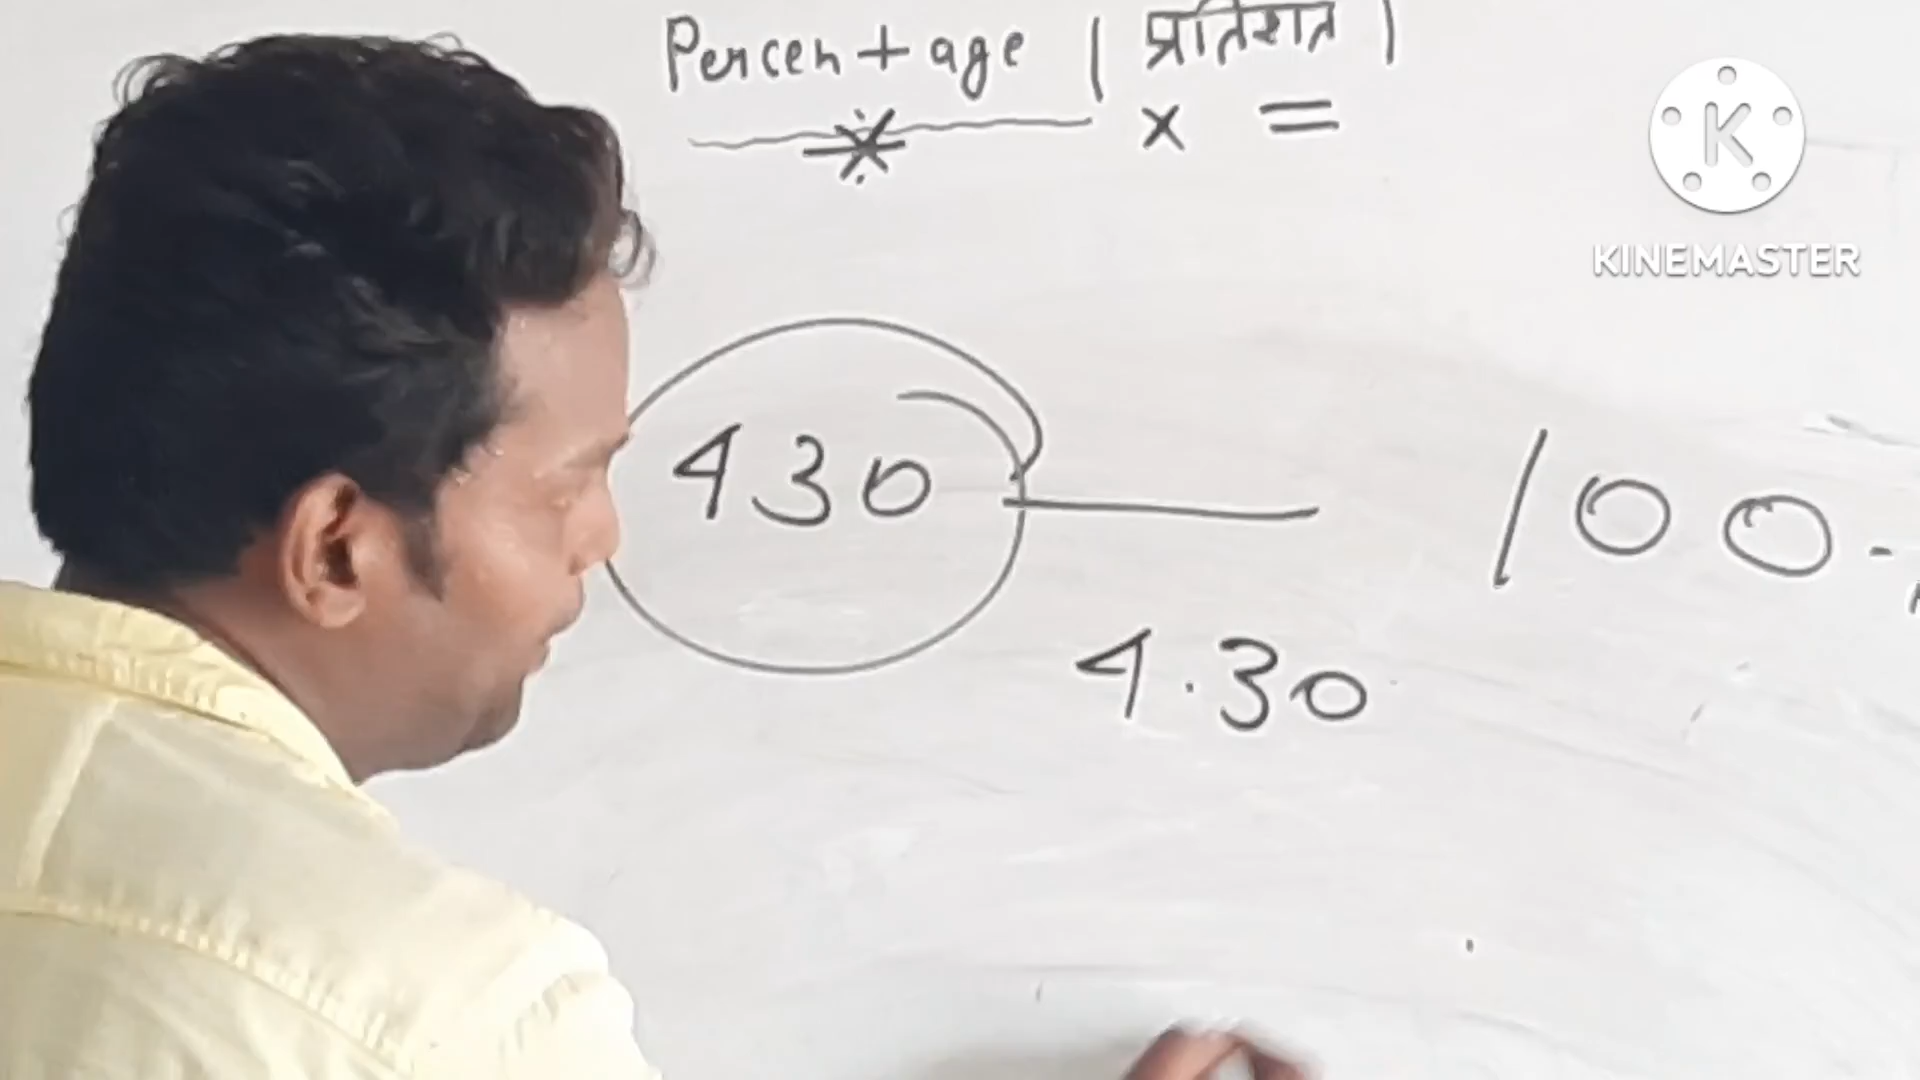 Percentage | प्रतिशत |
× =
K
KINEMASTER
430 — 100
4.30